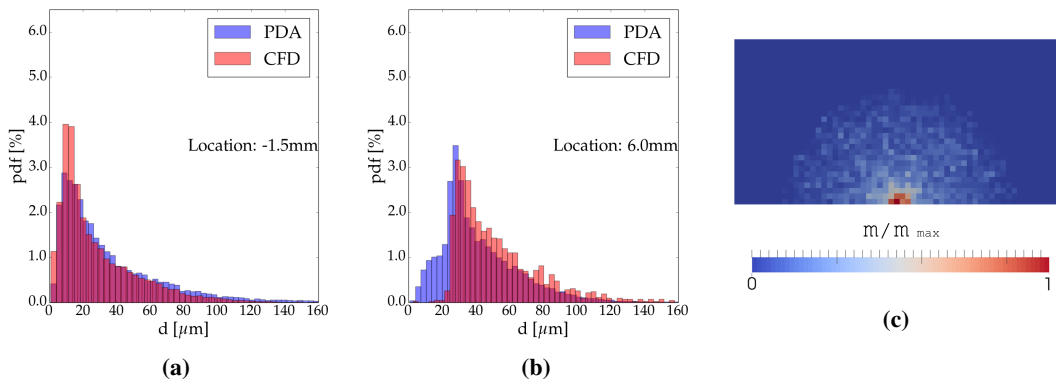 6.0
5.0
4.0
3.0
2.0
1.0
0.0
pdf [%]
PDA
CFD
Location: -1.5mm
0 20 40 60 80 100 120 140 160
d [μm]
(a)
6.0
5.0
4.0
3.0
2.0
1.0
0.0
pdf [%]
PDA
CFD
Location: 6.0mm
0 20 40 60 80 100 120 140 160
d [μm]
(b)
m/m max
0 1
(c)